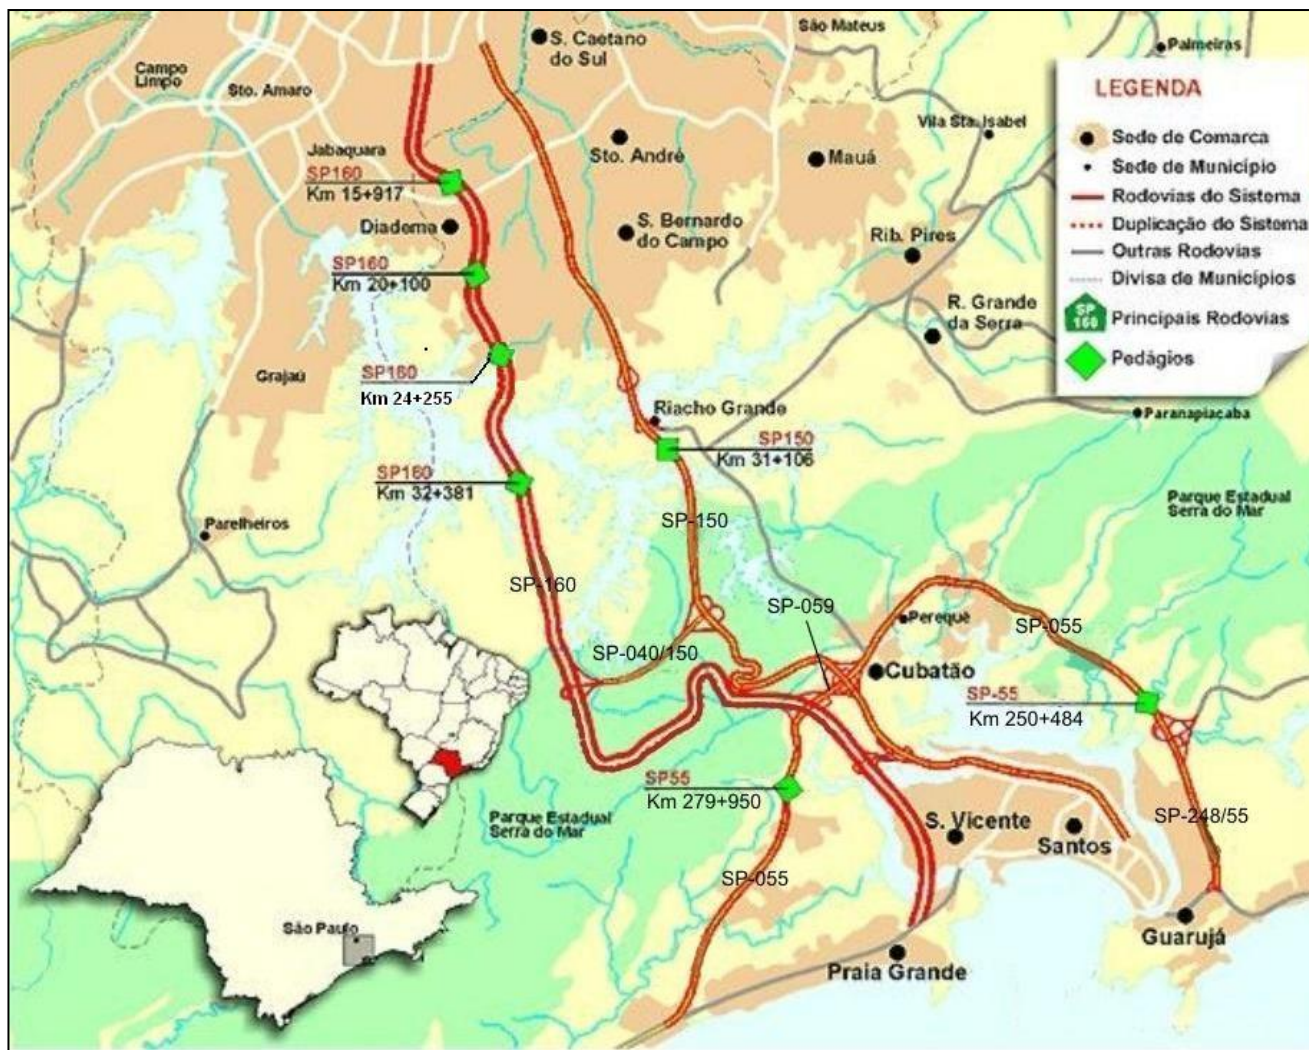 São Mateus
S. Caetano
do Sul
Palmeiras
Campo
Limpo
Sto. Amaro
LEGENDA
Sede de Comarca
Sede de Município
Rodovias do Sistema
Duplicação do Sistema
Outras Rodovias
Divisa de Municípios
SP
160
Principais Rodovias
Pedágios
Vila Sta. Isabel
Jabaquara
Sto. André
Mauá
SP160
Km 15+917
Diadema
S. Bernardo
do Campo
Rib. Pires
SP160
Km 20+100
R. Grande
da Serra
Grajaú
SP160
Km 24+255
Riacho Grande
Paranapiaçaba
SP150
Km 31+106
SP160
Km 32+381
Parelheiros
SP-150
Parque Estadual
Serra do Mar
SP-160
SP-059
Perequê
SP-055
SP-040/150
Cubatão
SP-55
Km 250+484
SP55
Km 279+950
Parque Estadual
Serra do Mar
S. Vicente
Santos
SP-248/55
SP-055
São Paulo
Guarujá
Praia Grande